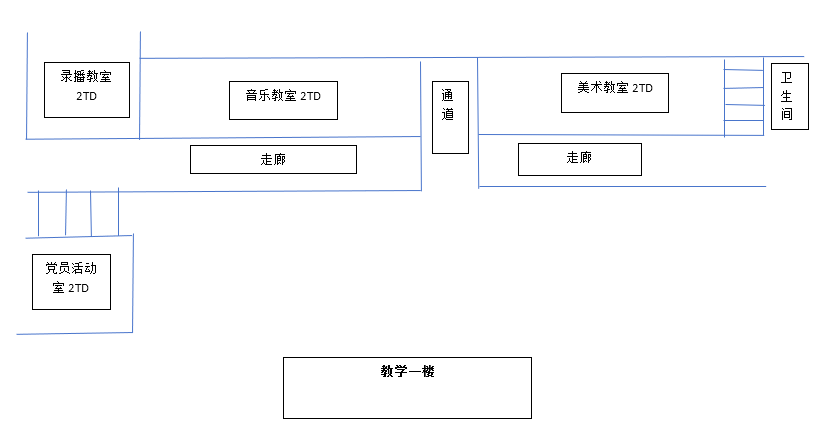 录播教室
2TD
音乐教室 2TD
通
道
美术教室 2TD
卫
生
间
走廊
走廊
党员活动
室 2TD
教学一楼